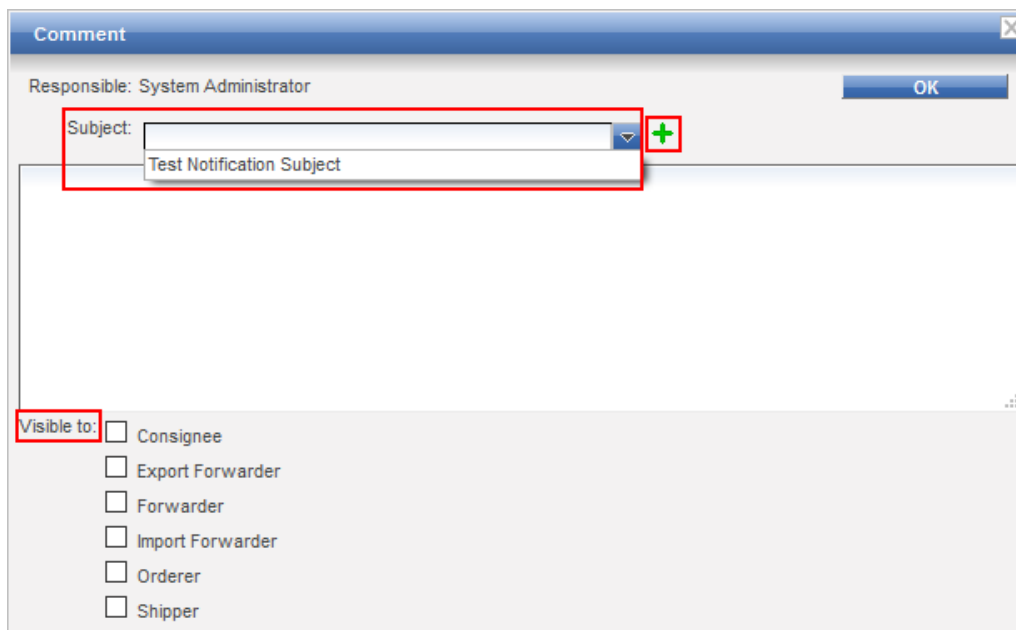 Comment
Responsible: System Administrator
OK
Subject:
Test Notification Subject
Visible to:
Consignee
Export Forwarder
Forwarder
Import Forwarder
Orderer
Shipper